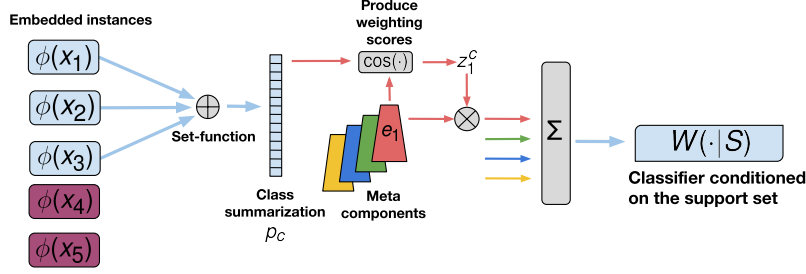 Embedded instances
ϕ(x₁)
ϕ(x₂)
ϕ(x₃)
ϕ(x₄)
ϕ(x₅)
⊕
Set-function
Class
summarization
p_C
Produce
weighting
scores
cos(·)
z₁ᶜ
e₁
⊗
Meta
components
Σ
W(·|S)
Classifier conditioned
on the support set